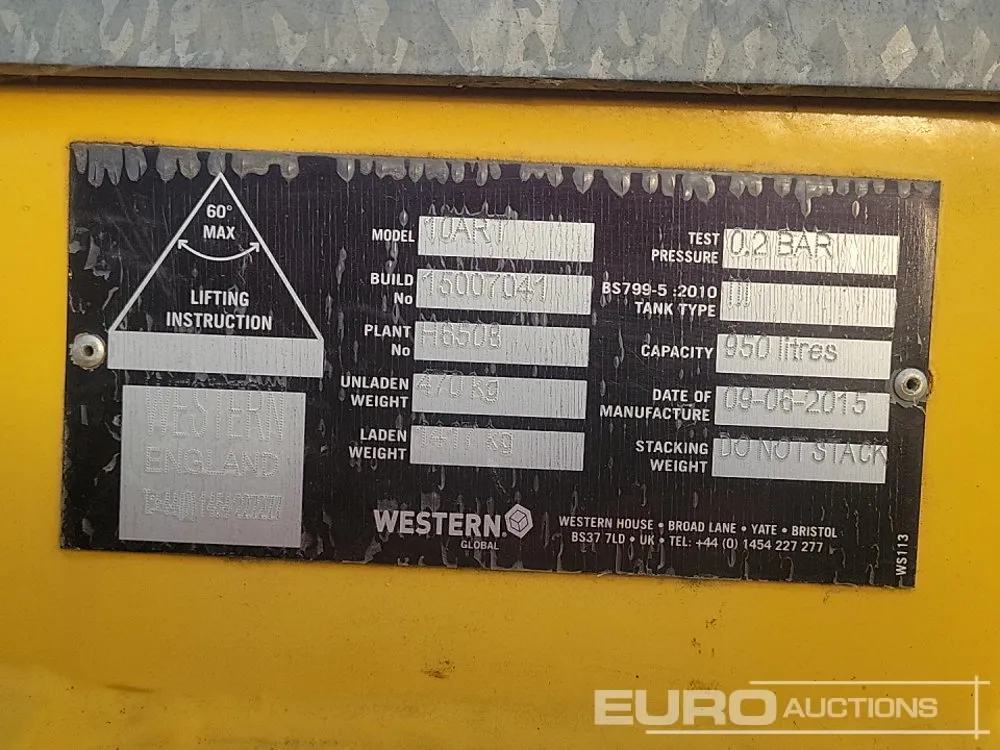 60°
MAX
LIFTING
INSTRUCTION
WESTERN
ENGLAND
MODEL 10ART
BUILD
No 15007041
PLANT
No H6508
UNLADEN
WEIGHT 470 kg
LADEN
WEIGHT kg
TEST
PRESSURE 0.2 BAR
BS799-5 :2010
TANK TYPE III
CAPACITY 950 litres
DATE OF
MANUFACTURE 09-06-2015
STACKING
WEIGHT DO NOT STACK
WESTERN
GLOBAL
WESTERN HOUSE • BROAD LANE • YATE • BRISTOL
BS37 7LD • UK • TEL: +44 (0) 1454 227 277
WS113
EURO AUCTIONS